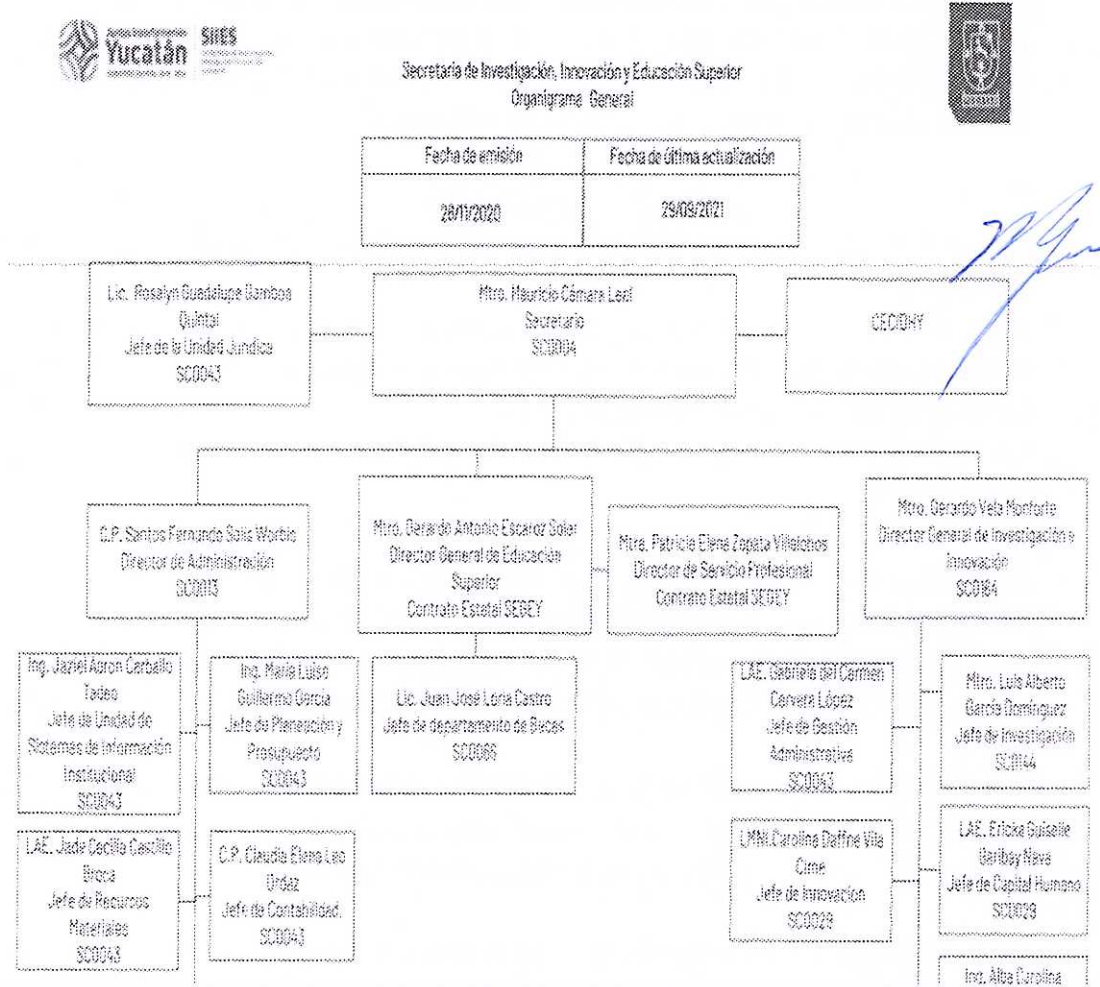 Yucatán
SIIES
Secretaría de Investigación, Innovación y Educación Superior
Organigrama General
Fecha de emisión
Fecha de última actualización
26/11/2020
29/09/2021
Lic. Rosalyn Guadalupe Gamboa
Quintal
Jefe de la Unidad Jurídica
SC0043
Mtro. Mauricio Cámara Leal
Secretario
SC0004
CECIDHY
C.P. Santos Fernando Solís
Director de Administración
SC0013
Mtro. Gerardo Antonio Escaroz Soler
Director General de Educación
Superior
Contrato Estatal SEGEY
Mtra. Patricia Elena Zapata Villalobos
Director de Servicio Profesional
Contrato Estatal SEGEY
Mtro. Gerardo Vela Monforte
Director General de Investigación e
Innovación
SC0184
Ing. Jaziel Aaron Carballo
Tadeo
Jefe de Unidad de
Sistemas de Información
Institucional
SC0043
Ing. María Luisa
Guillermo García
Jefe de Planeación y
Presupuesto
SC0043
Lic. Juan José Loria Castro
Jefe de departamento de Becas
SC0066
LAE. Gabriela del Carmen
Cervera López
Jefe de Gestión
Administrativa
SC0043
Mtro. Luis Alberto
García Domínguez
Jefe de Investigación
SC0144
LAE. Jade Cecilia Castillo
Broca
Jefe de Recursos
Materiales
SC0043
C.P. Claudia Elena Leo
Ordaz
Jefe de Contabilidad.
SC0043
LMNI.Carolina Daffne Vila
Cime
Jefe de Innovacion
SC0029
LAE. Ericka Guiselle
Garibay Nava
Jefe de Capital Humano
SC0029
Ing. Alba Carolina